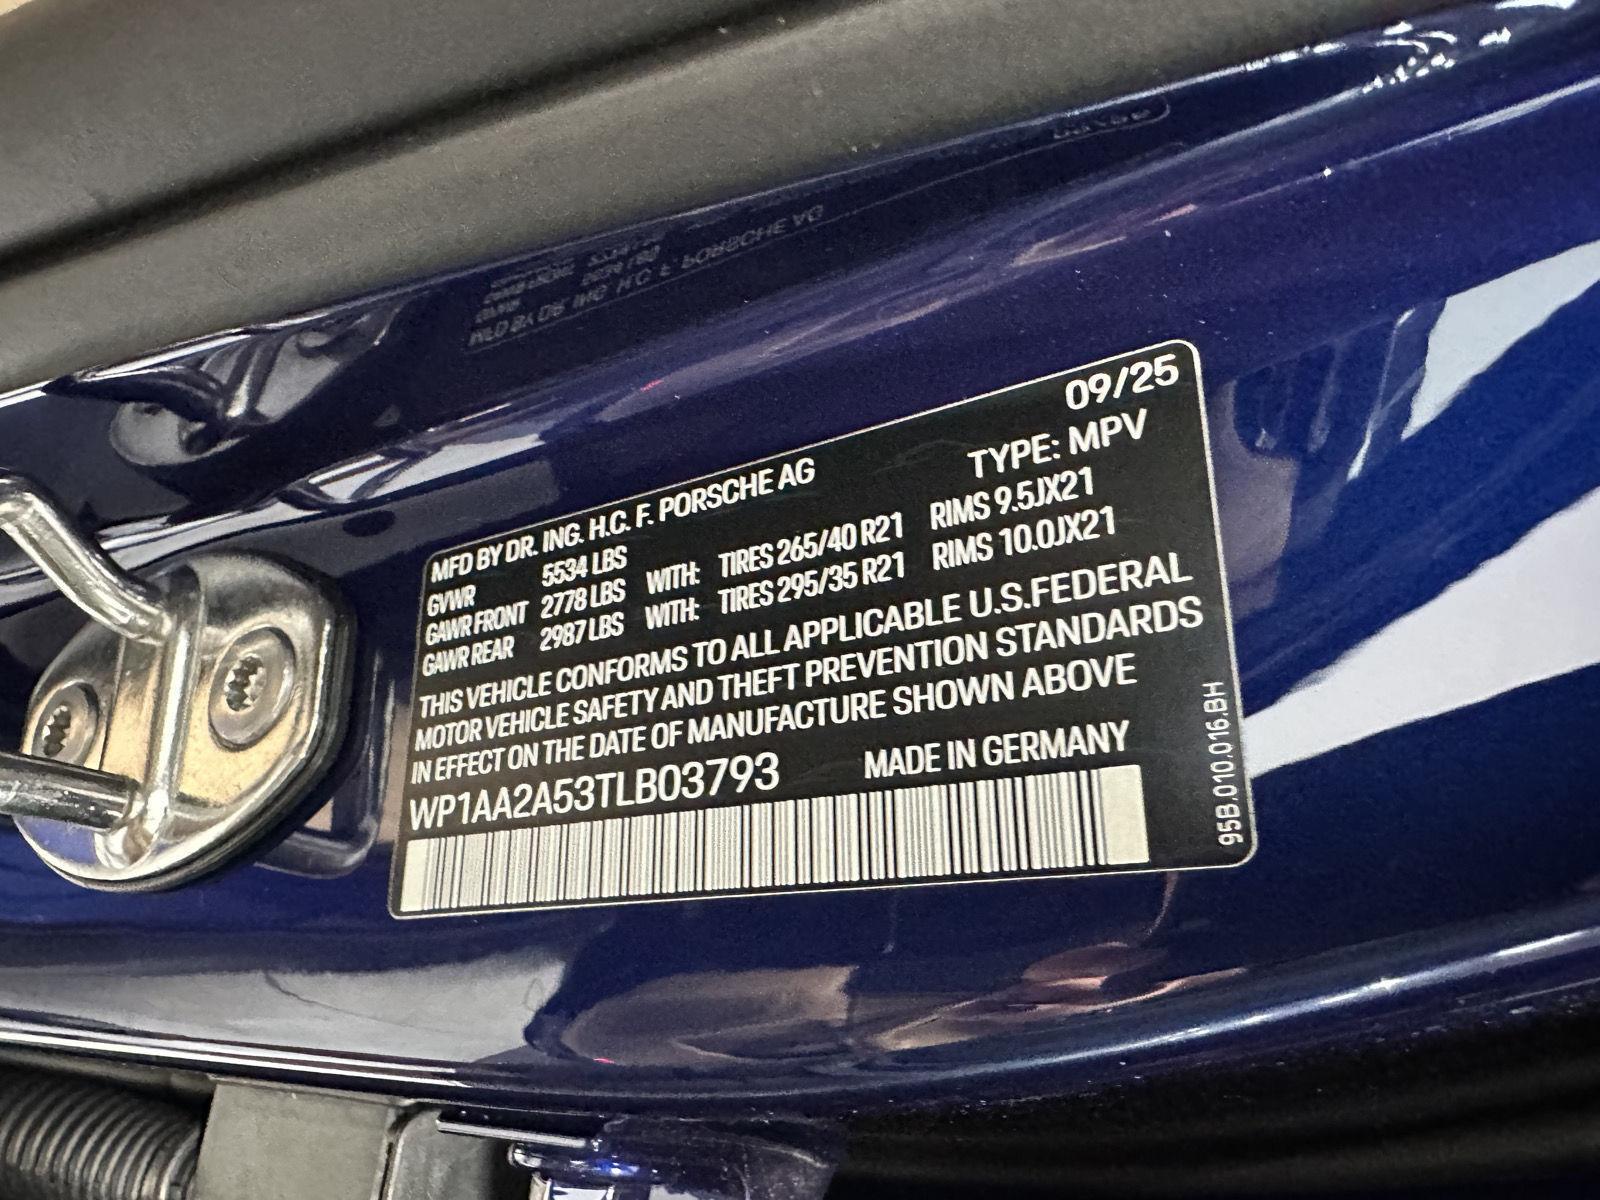 09/25
MFD BY DR. ING. H.C. F. PORSCHE AG TYPE: MPV
GVWR 5534 LBS
GAWR FRONT 2778 LBS WITH: TIRES 265/40 R21 RIMS 9.5JX21
GAWR REAR 2987 LBS WITH: TIRES 295/35 R21 RIMS 10.0JX21
THIS VEHICLE CONFORMS TO ALL APPLICABLE U.S.FEDERAL
MOTOR VEHICLE SAFETY AND THEFT PREVENTION STANDARDS
IN EFFECT ON THE DATE OF MANUFACTURE SHOWN ABOVE
WP1AA2A53TLB03793 MADE IN GERMANY
95B.010.016.BH